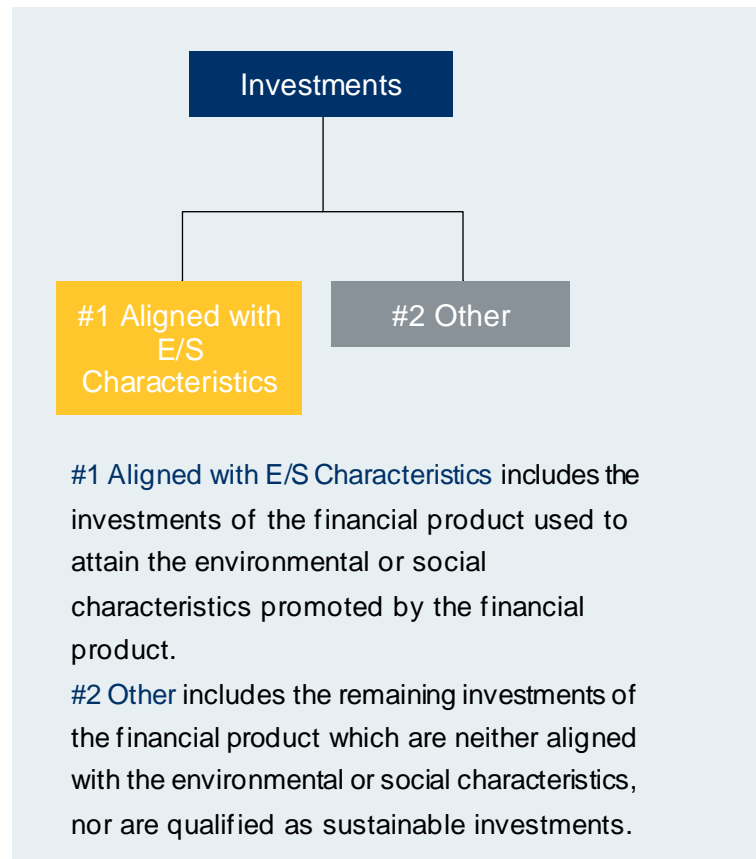 Investments
#1 Aligned with
E/S
Characteristics
#2 Other
#1 Aligned with E/S Characteristics includes the
investments of the financial product used to
attain the environmental or social
characteristics promoted by the financial
product.
#2 Other includes the remaining investments of
the financial product which are neither aligned
with the environmental or social characteristics,
nor are qualified as sustainable investments.